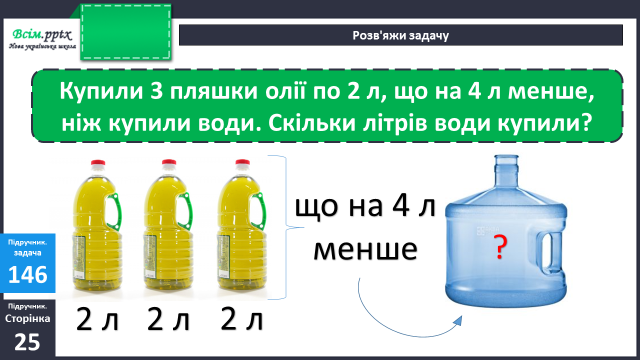 Всім.pptx
Нова українська школа
Розв'яжи задачу
Купили 3 пляшки олії по 2 л, що на 4 л менше,
ніж купили води. Скільки літрів води купили?
що на 4 л
менше
?
Підручник.
задача
146
Підручник.
Сторінка
25
2 л 2 л 2 л